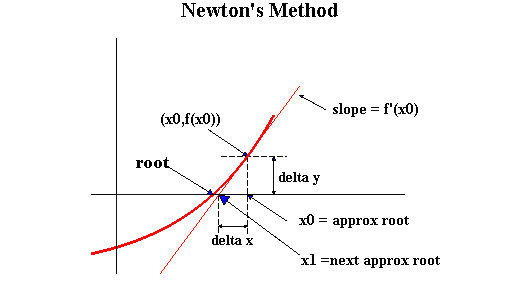 Newton's Method
slope = f'(x0)
(x0,f(x0))
root
delta y
x0 = approx root
delta x
x1 =next approx root